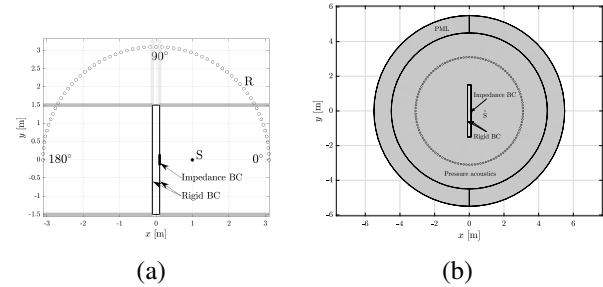 3
2.5
2
1.5
1
0.5
0
-0.5
-1
-1.5
y [m]
90°
R
180°
S
0°
Impedance BC
Rigid BC
-3 -2 -1 0 1 2 3
x [m]
(a)
6
4
2
0
-2
-4
-6
y [m]
PML
Impedance BC
S
Rigid BC
Pressure acoustics
-6 -4 -2 0 2 4 6
x [m]
(b)